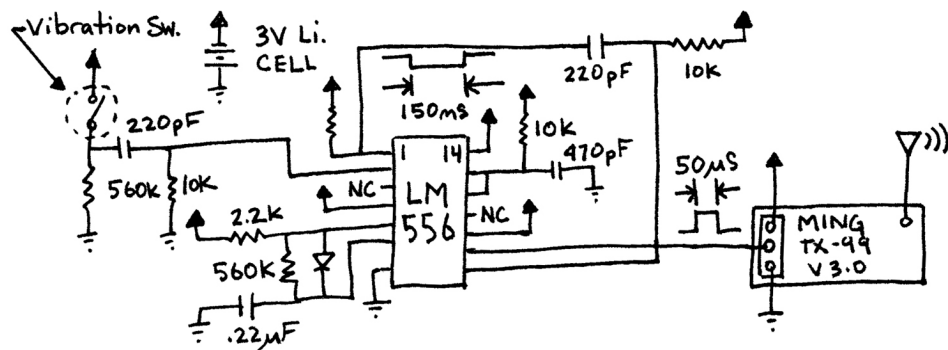 Vibration Sw.
3V Li.
CELL
220pF
560K
10K
150ms
220pF
10K
10K
470pF
1 14
LM
556
NC
NC
2.2K
560K
.22µF
50µS
MING
TX-99
V3.0